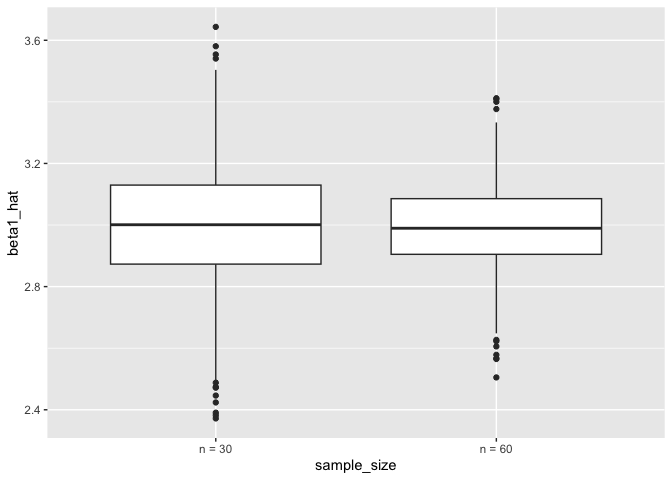 3.6
3.2
2.8
2.4
beta1_hat
n = 30
n = 60
sample_size